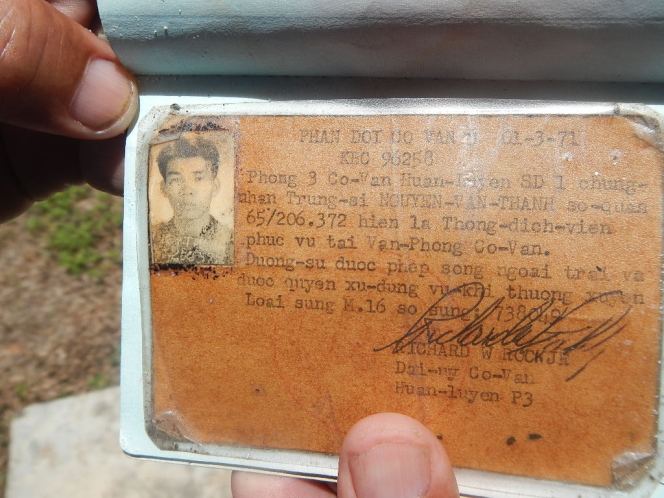 PHAN DOI CO VAN 01-3-71
KBC 96258
Phong 3 Co-Van Huan-Luyen SD 1 chung-
nhan Trung-si NGUYEN-VAN-THANH so-quan
65/206.372 hien la Thong-dich-vien
phuc vu tai Van-Phong Co-Van.
Duong-su duoc phep song ngoai trai va
duoc quyen xu-dung vu-khi thuong xuyen
Loai sung M.16 so sung:
RICHARD W ROCKJR
Dai-uy Co-Van
Huan-luyen P3